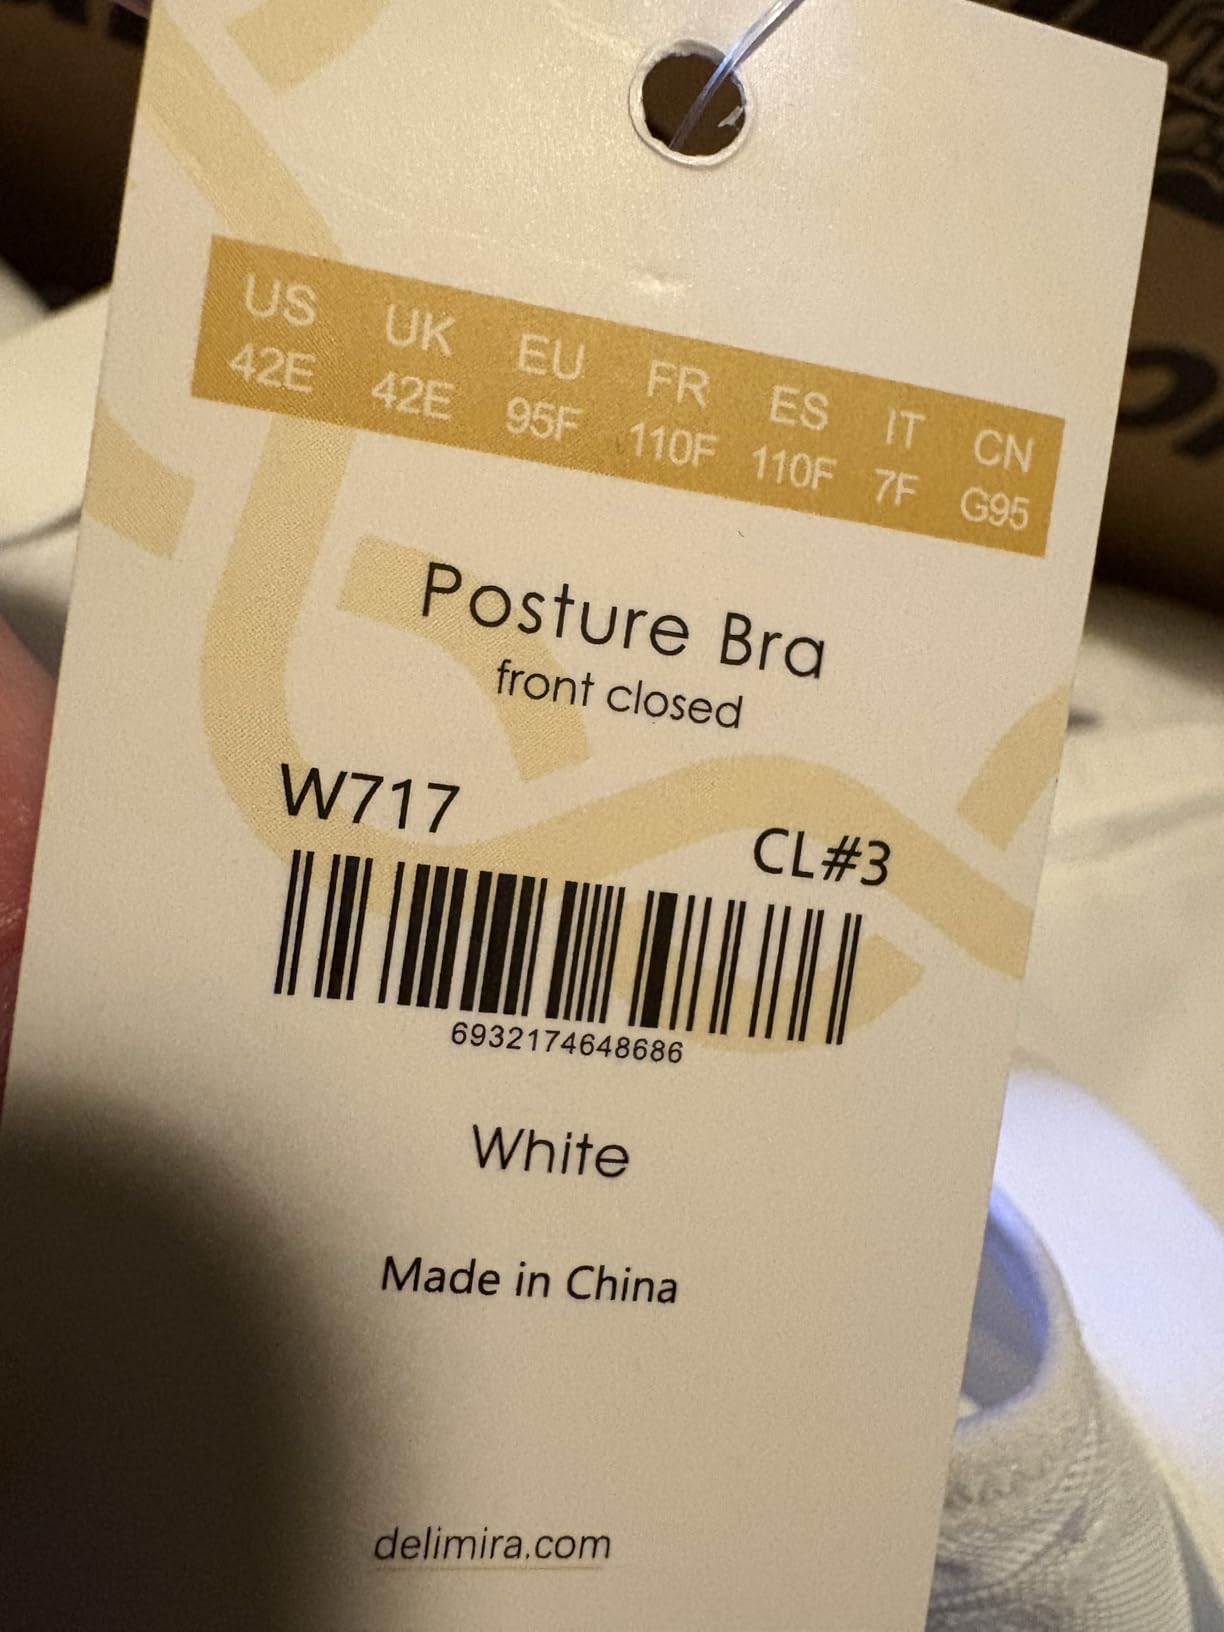 US UK EU FR ES IT CN
42E 42E 95F 110F 110F 7F G95
Posture Bra
front closed
W717
CL#3
6932174648686
White
Made in China
delimira.com